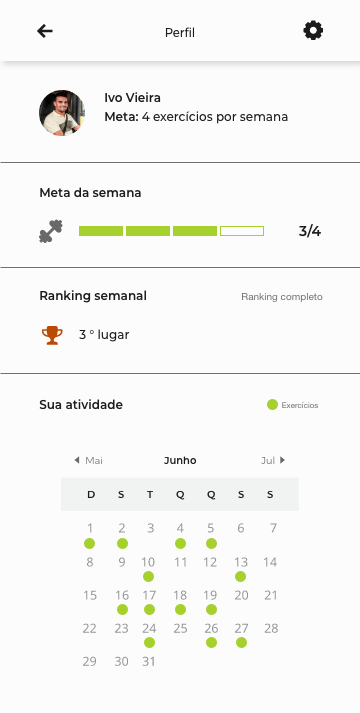 Perfil
Ivo Vieira
Meta: 4 exercícios por semana
Meta da semana
3/4
Ranking semanal
Ranking completo
3 ° lugar
Sua atividade
Exercícios
Mai
Junho
Jul
D S T Q Q S S
1 2 3 4 5 6 7
8 9 10 11 12 13 14
15 16 17 18 19 20 21
22 23 24 25 26 27 28
29 30 31